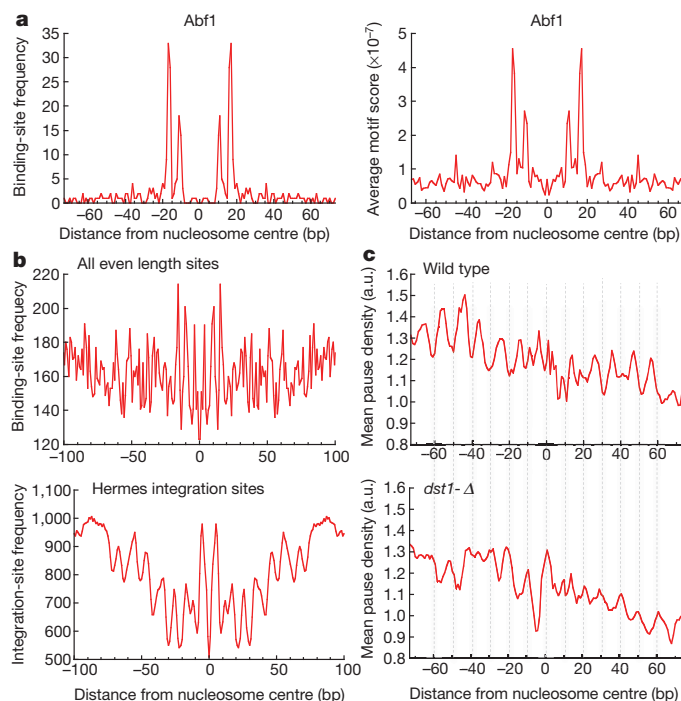 a
Abf1
Binding-site frequency
35
30
25
20
15
10
5
0
−60 −40 −20 0 20 40 60
Distance from nucleosome centre (bp)
Abf1
Average motif score (×10⁻⁷)
5
4
3
2
1
0
−60 −40 −20 0 20 40 60
Distance from nucleosome centre (bp)
b
All even length sites
Binding-site frequecy
220
200
180
160
140
120
−100 −50 0 50 100
Hermes integration sites
Integration-site frequency
1,000
900
800
700
600
500
−100 −50 0 50 100
Distance from nucleosome centre (bp)
c
Wild type
Mean pause density (a.u.)
1.6
1.5
1.4
1.3
1.2
1.1
1.0
0.9
0.8
−60 −40 −20 0 20 40 60
dst1-Δ
Mean pause density (a.u.)
1.6
1.5
1.4
1.3
1.2
1.1
1.0
0.9
0.8
−60 −40 −20 0 20 40 60
Distance from nucleosome centre (bp)